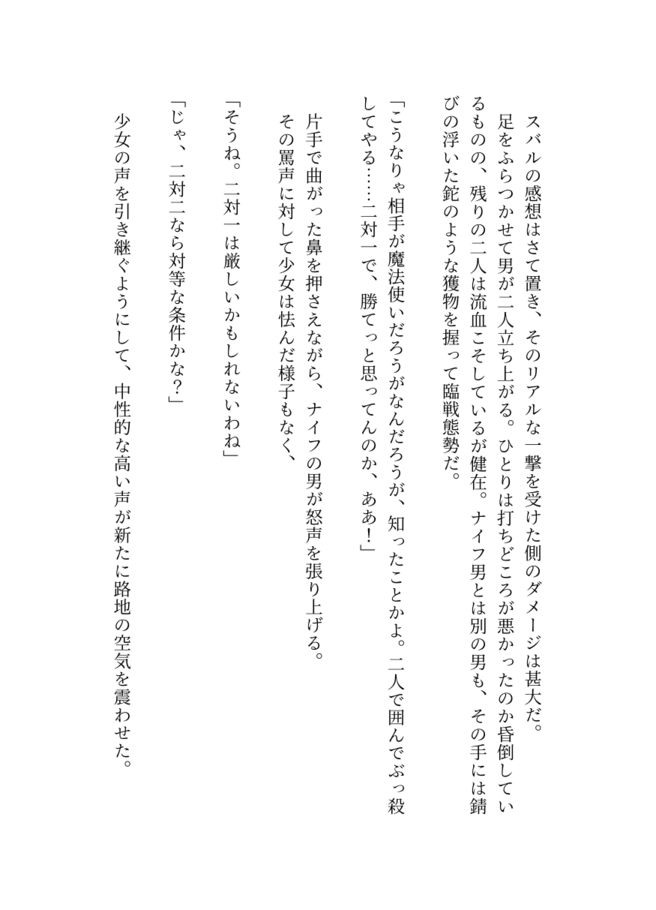 スバルの感想はさて置き、そのリアルな一撃を受けた側のダメージは甚大だ。
足をふらつかせて男が二人立ち上がる。ひとりは打ちどころが悪かったのか昏倒してい
るものの、残りの二人は流血こそしているが健在。ナイフ男とは別の男も、その手には錆
びの浮いた鉈のような獲物を握って臨戦態勢だ。
「こうなりゃ相手が魔法使いだろうがなんだろうが、知ったことかよ。二人で囲んでぶっ殺
してやる……二対一で、勝てっと思ってんのか、ああ！」
片手で曲がった鼻を押さえながら、ナイフの男が怒声を張り上げる。
その罵声に対して少女は怯んだ様子もなく、
「そうね。二対一は厳しいかもしれないわね」
「じゃ、二対二なら対等な条件かな？」
少女の声を引き継ぐようにして、中性的な高い声が新たに路地の空気を震わせた。